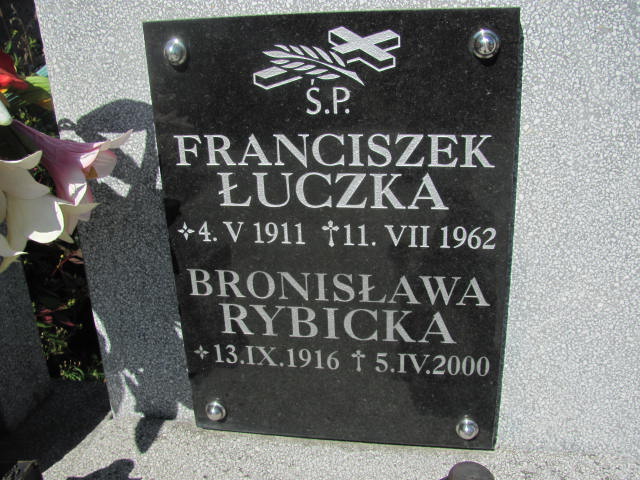 Ś.P.
FRANCISZEK
ŁUCZKA
✧4. V 1911 †11. VII 1962
BRONISŁAWA
RYBICKA
✧13.IX.1916 † 5.IV.2000